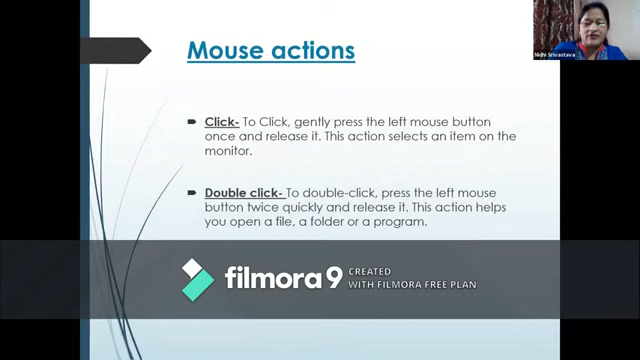 Mouse actions
Nidhi Srivastava
Click- To Click, gently press the left mouse button
once and release it. This action selects an item on the
monitor.
Double click- To double-click, press the left mouse
button twice quickly and release it. This action helps
you open a file, a folder or a program.
filmora9 CREATED
WITH FILMORA FREE PLAN